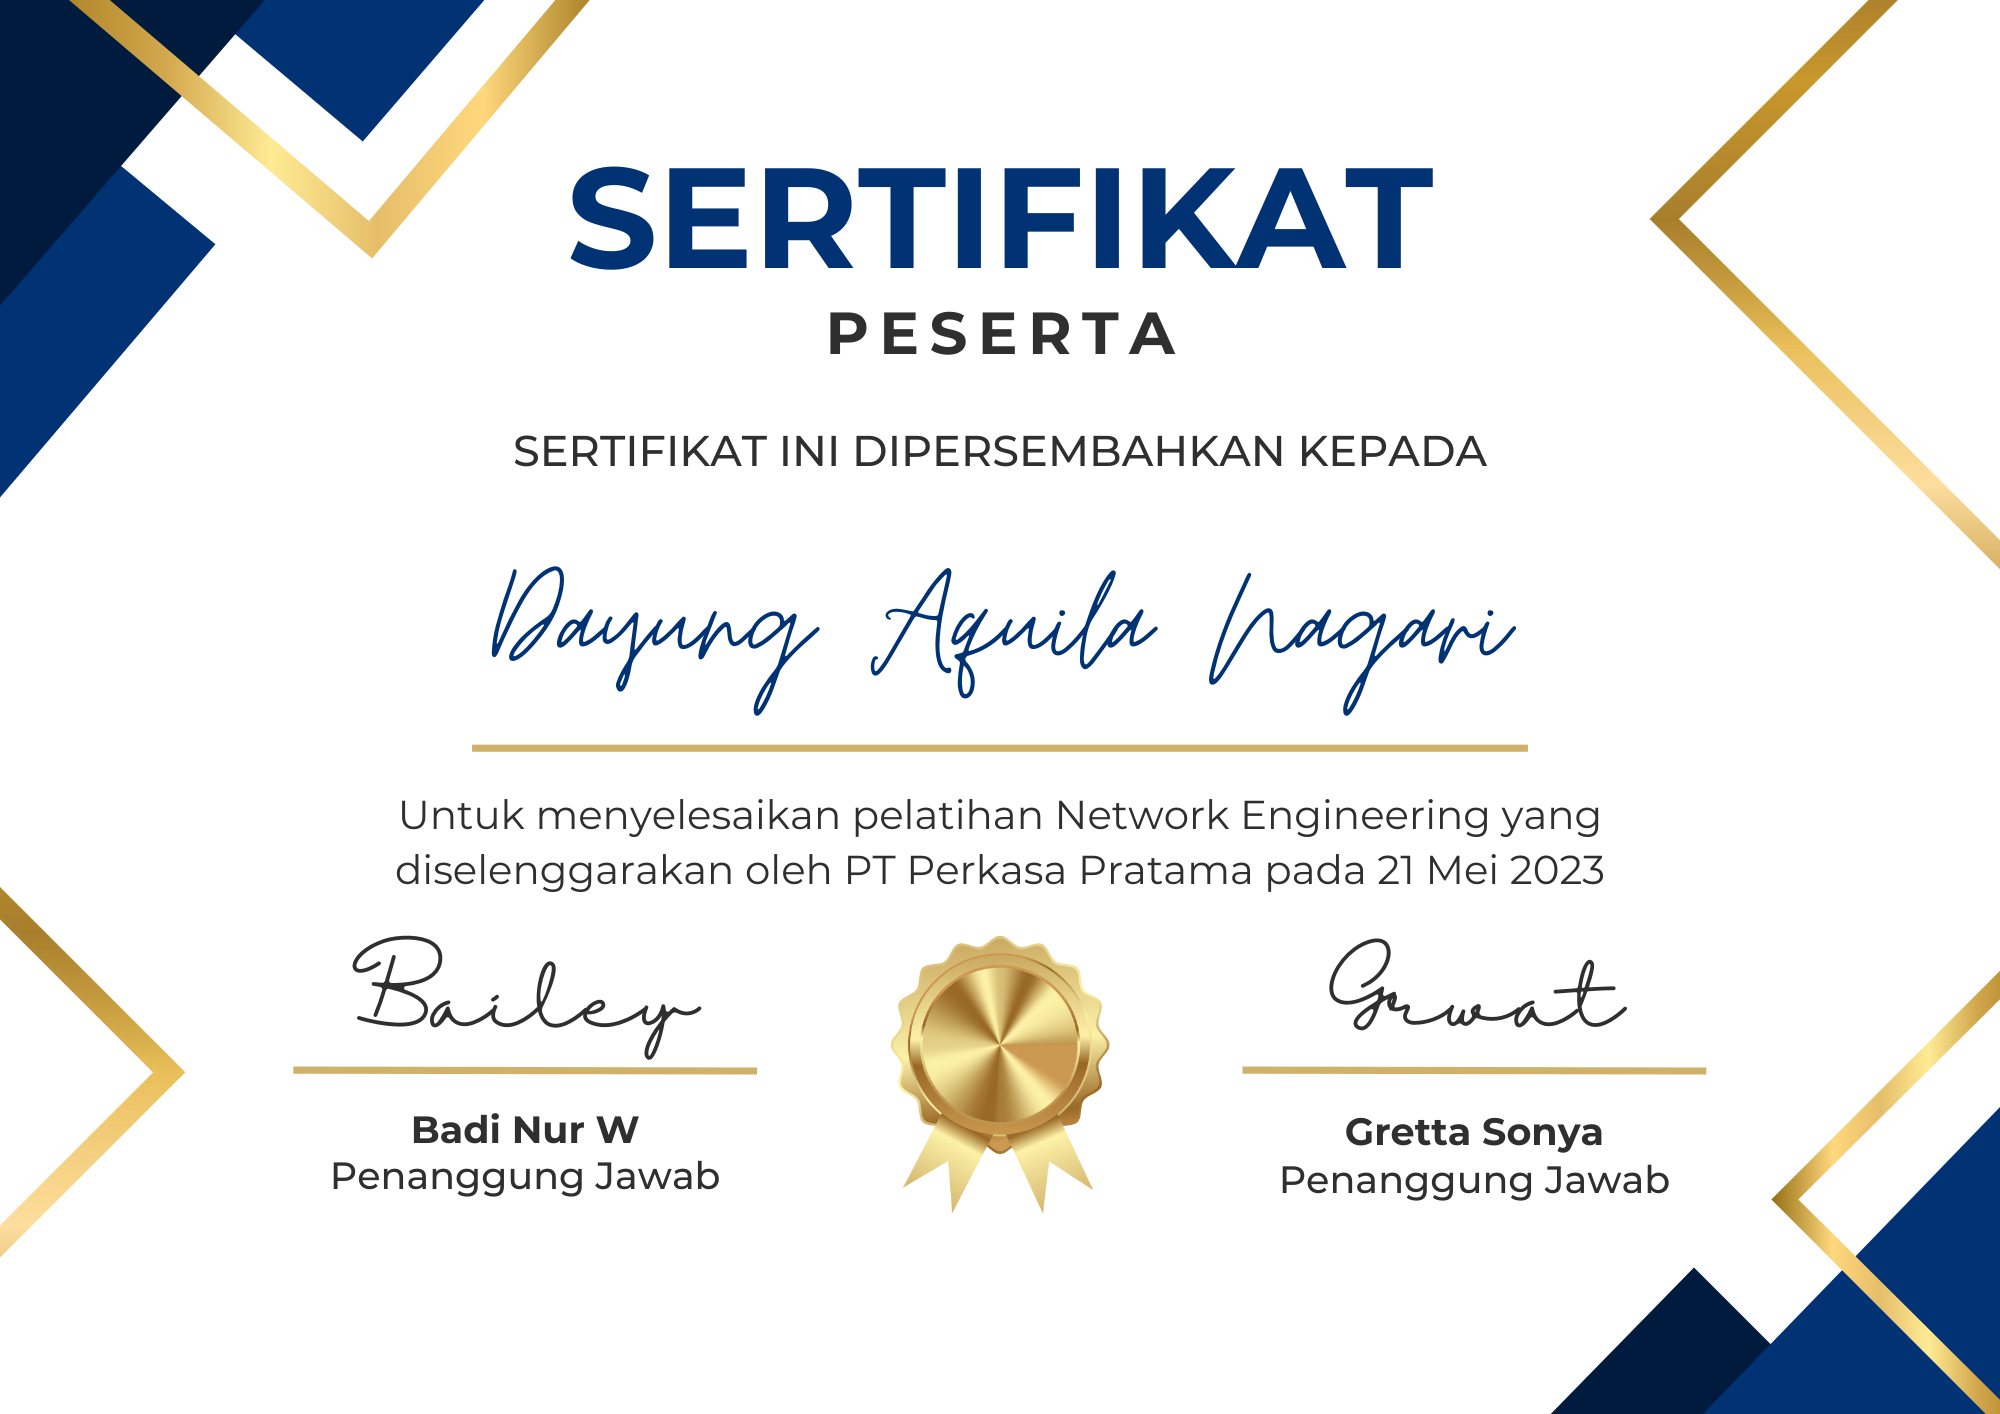 SERTIFIKAT
PESERTA
SERTIFIKAT INI DIPERSEMBAHKAN KEPADA
Dayung Aquila Nagari
Untuk menyelesaikan pelatihan Network Engineering yang
diselenggarakan oleh PT Perkasa Pratama pada 21 Mei 2023
Bailey
Badi Nur W
Penanggung Jawab
Gretta Sonya
Penanggung Jawab